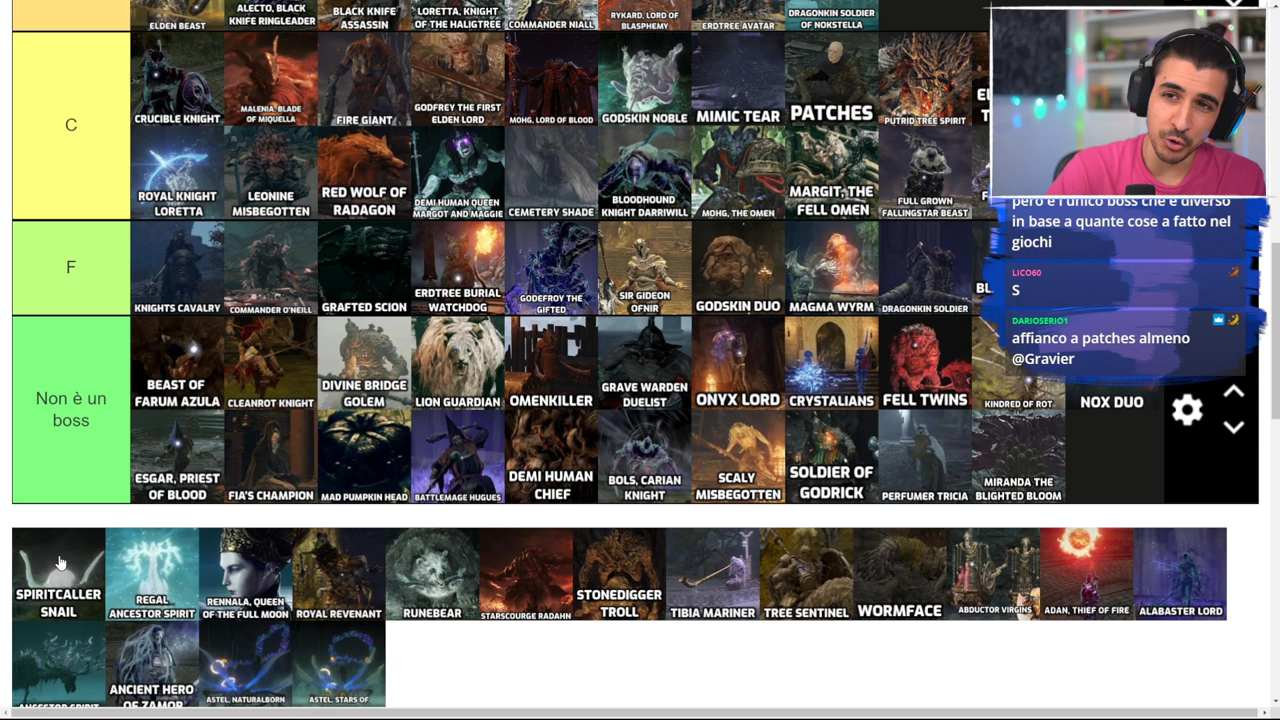 ELDEN BEAST
ALECTO, BLACK
KNIFE RINGLEADER
BLACK KNIFE
ASSASSIN
LORETTA, KNIGHT
OF THE HALIGTREE
COMMANDER NIALL
RYKARD, LORD OF
BLASPHEMY
ERDTREE AVATAR
DRAGONKIN SOLDIER
OF NOKSTELLA
C
CRUCIBLE KNIGHT
MALENIA, BLADE
OF MIQUELLA
FIRE GIANT
GODFREY THE FIRST
ELDEN LORD
MOHG, LORD OF BLOOD
GODSKIN NOBLE
MIMIC TEAR
PATCHES
PUTRID TREE SPIRIT
ROYAL KNIGHT
LORETTA
LEONINE
MISBEGOTTEN
RED WOLF OF
RADAGON
DEMI HUMAN QUEEN
MARGOT AND MAGGIE
CEMETERY SHADE
BLOODHOUND
KNIGHT DARRIWILL
MOHG, THE OMEN
MARGIT, THE
FELL OMEN
FULL GROWN
FALLINGSTAR BEAST
F
KNIGHTS CAVALRY
COMMANDER O'NEILL
GRAFTED SCION
ERDTREE BURIAL
WATCHDOG
GODEFROY THE
GIFTED
SIR GIDEON
OFNIR
GODSKIN DUO
MAGMA WYRM
DRAGONKIN SOLDIER
BL
però è l'unico boss che è diverso
in base a quante cose a fatto nel
giochi
LICO60
S
DARIOSERIO1
affianco a patches almeno
@Gravier
Non è un
boss
BEAST OF
FARUM AZULA
CLEANROT KNIGHT
DIVINE BRIDGE
GOLEM
LION GUARDIAN
OMENKILLER
GRAVE WARDEN
DUELIST
ONYX LORD
CRYSTALIANS
FELL TWINS
KINDRED OF ROT
NOX DUO
ESGAR, PRIEST
OF BLOOD
FIA'S CHAMPION
MAD PUMPKIN HEAD
BATTLEMAGE HUGUES
DEMI HUMAN
CHIEF
BOLS, CARIAN
KNIGHT
SCALY
MISBEGOTTEN
SOLDIER OF
GODRICK
PERFUMER TRICIA
MIRANDA THE
BLIGHTED BLOOM
SPIRITCALLER
SNAIL
REGAL
ANCESTOR SPIRIT
RENNALA, QUEEN
OF THE FULL MOON
ROYAL REVENANT
RUNEBEAR
STARSCOURGE RADAHN
STONEDIGGER
TROLL
TIBIA MARINER
TREE SENTINEL
WORMFACE
ABDUCTOR VIRGINS
ADAN, THIEF OF FIRE
ALABASTER LORD
ANCESTOR SPIRIT
ANCIENT HERO
OF ZAMOR
ASTEL, NATURALBORN
ASTEL, STARS OF